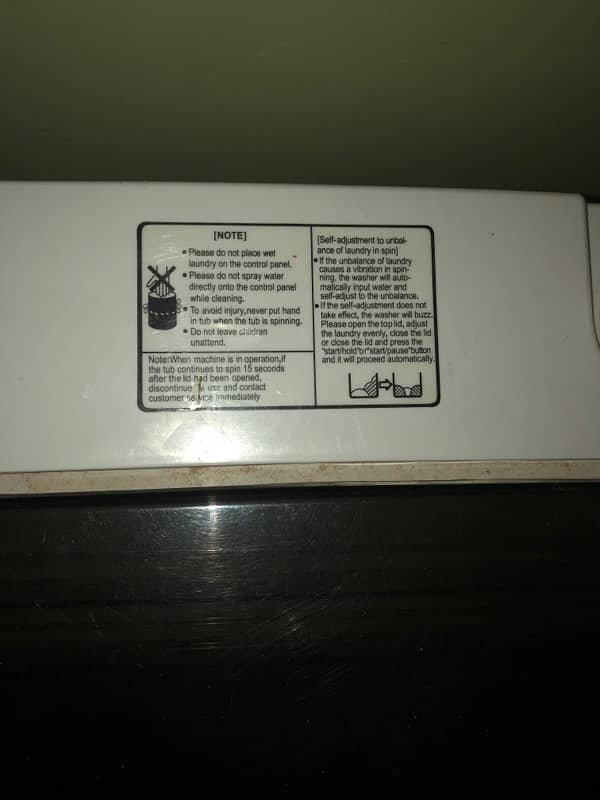 [NOTE]
• Please do not place wet
laundry on the control panel.
• Please do not spray water
directly onto the control panel
while cleaning.
• To avoid injury,never put hand
in tub when the tub is spinning.
• Do not leave children
unattend.
Note:When machine is in operation,if
the tub continues to spin 15 seconds
after the lid had been opened,
discontinue use and contact
customer service immediately
[Self-adjustment to unbal-
ance of laundry in spin]
• If the unbalance of laundry
causes a vibration in spin-
ning, the washer will auto-
matically input water and
self-adjust to the unbalance.
• If the self-adjustment does not
take effect, the washer will buzz.
Please open the top lid, adjust
the laundry evenly, close the lid
or close the lid and press the
"start/hold"or"start/pause"button
and it will proceed automatically.